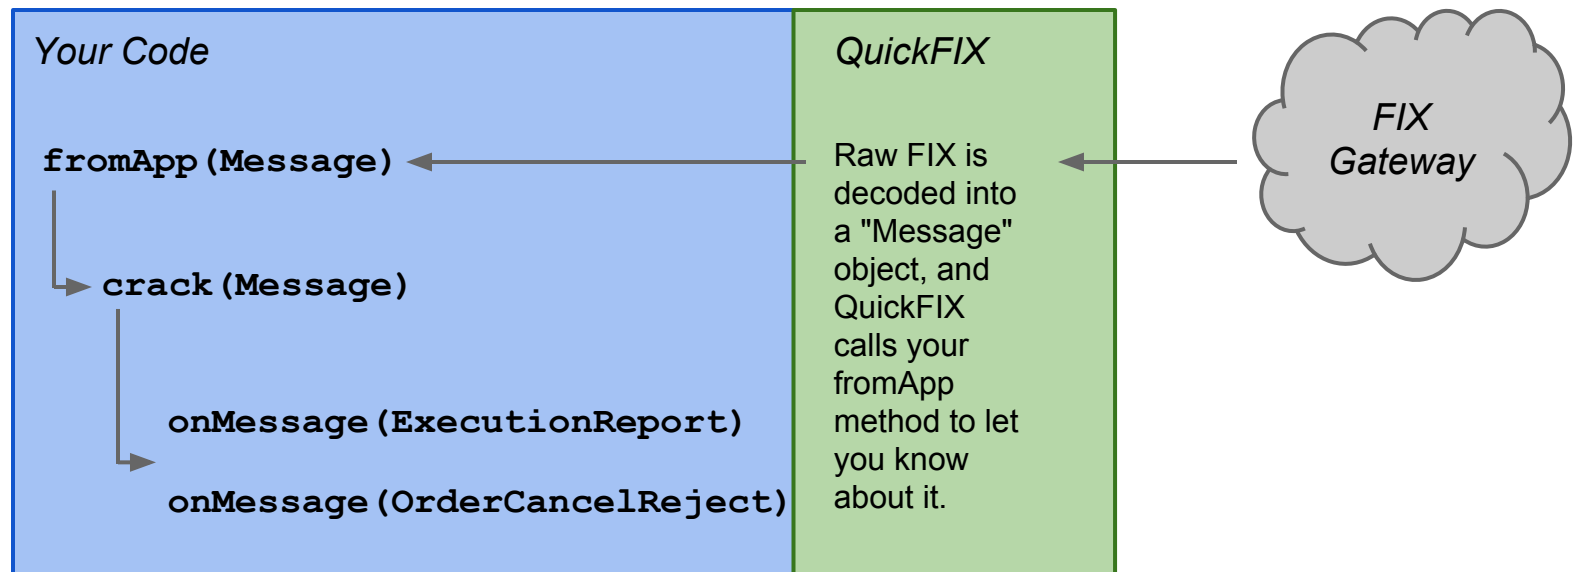 Your Code
fromApp(Message)
crack(Message)
onMessage(ExecutionReport)
onMessage(OrderCancelReject)
QuickFIX
Raw FIX is
decoded into
a "Message"
object, and
QuickFIX
calls your
fromApp
method to let
you know
about it.
FIX
Gateway